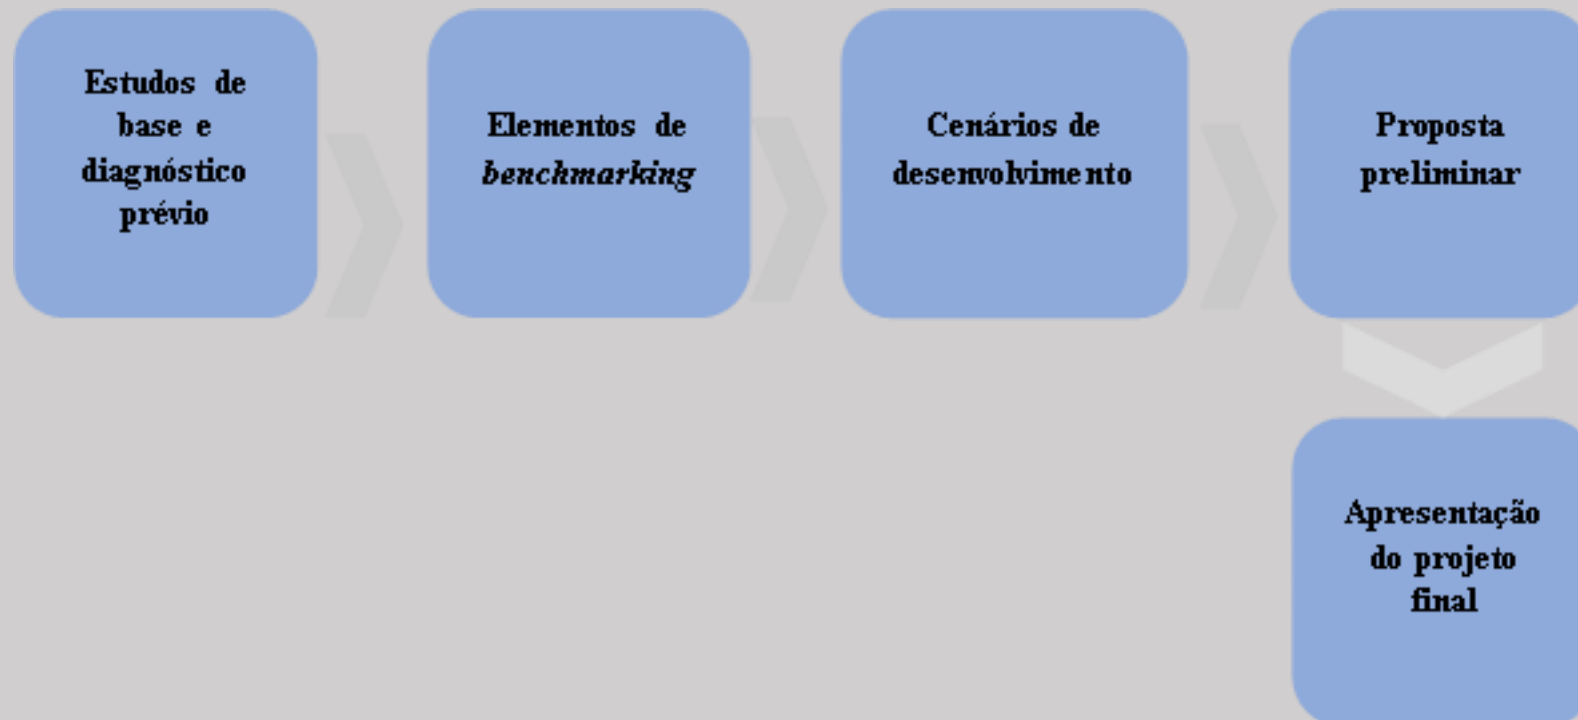 Estudos de
base e
diagnóstico
prévio
Elementos de
benchmarking
Cenários de
desenvolvimento
Proposta
preliminar
Apresentação
do projeto
final